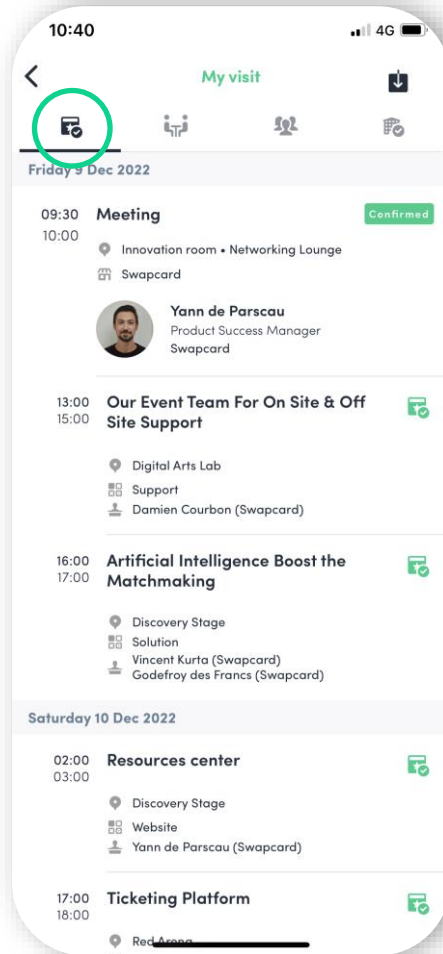 10:40
4G
My visit
Friday 9 Dec 2022
09:30 Meeting Confirmed
10:00
Innovation room • Networking Lounge
Swapcard
Yann de Parscau
Product Success Manager
Swapcard
13:00 Our Event Team For On Site & Off
15:00 Site Support
Digital Arts Lab
Support
Damien Courbon (Swapcard)
16:00 Artificial Intelligence Boost the
17:00 Matchmaking
Discovery Stage
Solution
Vincent Kurta (Swapcard)
Godefroy des Francs (Swapcard)
Saturday 10 Dec 2022
02:00 Resources center
03:00
Discovery Stage
Website
Yann de Parscau (Swapcard)
17:00 Ticketing Platform
18:00
Red Arena